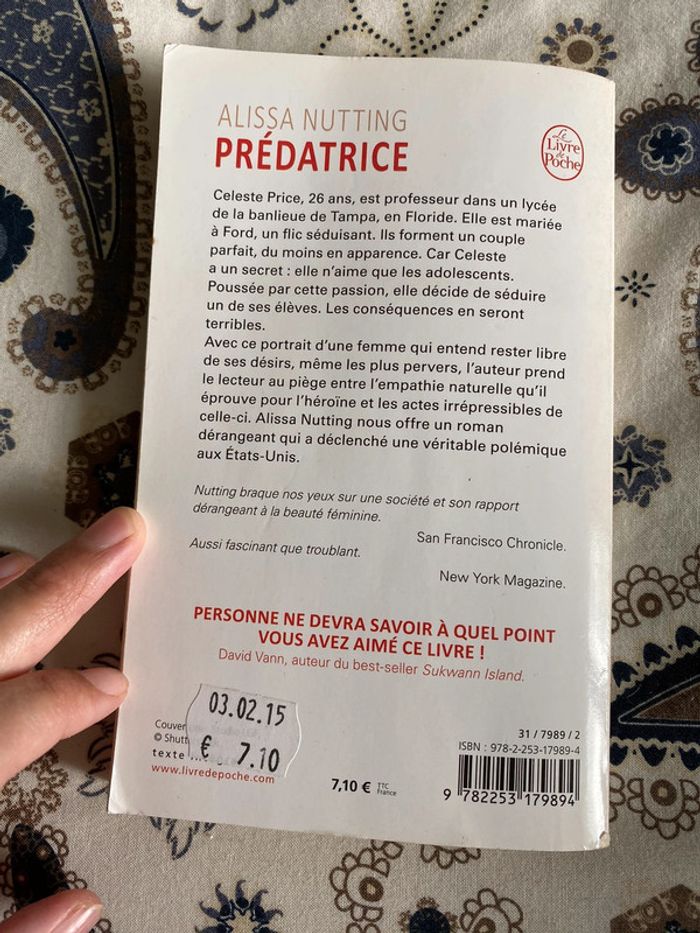 ALISSA NUTTING
PRÉDATRICE
Le
Livre
de
Poche
Celeste Price, 26 ans, est professeur dans un lycée
de la banlieue de Tampa, en Floride. Elle est mariée
à Ford, un flic séduisant. Ils forment un couple
parfait, du moins en apparence. Car Celeste
a un secret : elle n'aime que les adolescents.
Poussée par cette passion, elle décide de séduire
un de ses élèves. Les conséquences en seront
terribles.
Avec ce portrait d'une femme qui entend rester libre
de ses désirs, même les plus pervers, l'auteur prend
le lecteur au piège entre l'empathie naturelle qu'il
éprouve pour l'héroïne et les actes irrépressibles de
celle-ci. Alissa Nutting nous offre un roman
dérangeant qui a déclenché une véritable polémique
aux États-Unis.
Nutting braque nos yeux sur une société et son rapport
dérangeant à la beauté féminine.
San Francisco Chronicle.
Aussi fascinant que troublant.
New York Magazine.
PERSONNE NE DEVRA SAVOIR À QUEL POINT
VOUS AVEZ AIMÉ CE LIVRE !
David Vann, auteur du best-seller Sukwann Island.
03.02.15
€ 7.10
Couver
© Shutt
texte
www.livredepoche.com
7,10 € TTC
France
31 / 7989 / 2
ISBN : 978-2-253-17989-4
9 782253 179894